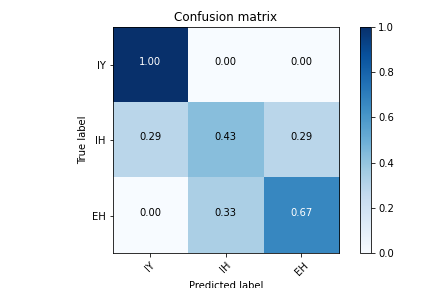 Confusion matrix
IY 1.00 0.00 0.00
IH 0.29 0.43 0.29
EH 0.00 0.33 0.67
True label
IY IH EH
Predicted label
1.0
0.8
0.6
0.4
0.2
0.0